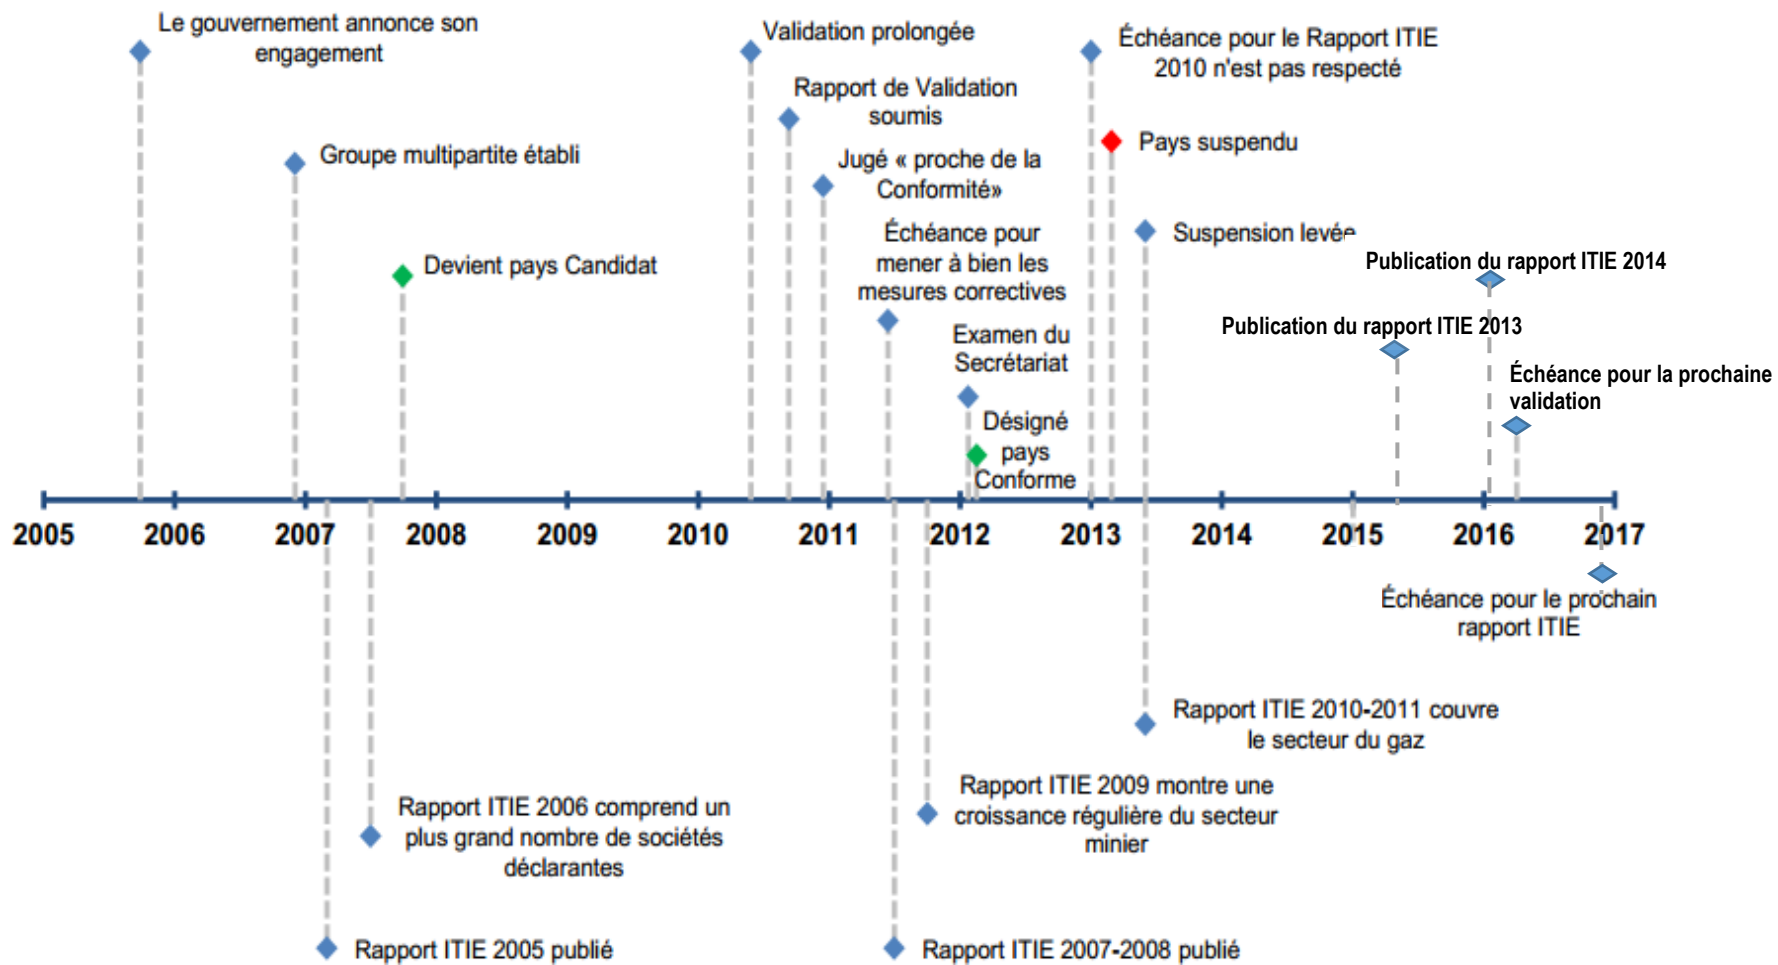 Le gouvernement annonce son
engagement
Validation prolongée
Échéance pour le Rapport ITIE
2010 n'est pas respecté
Rapport de Validation
soumis
Pays suspendu
Groupe multipartite établi
Jugé « proche de la
Conformité»
Échéance pour
mener à bien les
mesures correctives
Suspension levée
Devient pays Candidat
Publication du rapport ITIE 2014
Publication du rapport ITIE 2013
Examen du
Secrétariat
Échéance pour la prochaine
validation
Désigné
pays
Conforme
2005 2006 2007 2008 2009 2010 2011 2012 2013 2014 2015 2016 2017
Échéance pour le prochain
rapport ITIE
Rapport ITIE 2010-2011 couvre
le secteur du gaz
Rapport ITIE 2009 montre une
croissance régulière du secteur
minier
Rapport ITIE 2006 comprend un
plus grand nombre de sociétés
déclarantes
Rapport ITIE 2005 publié
Rapport ITIE 2007-2008 publié